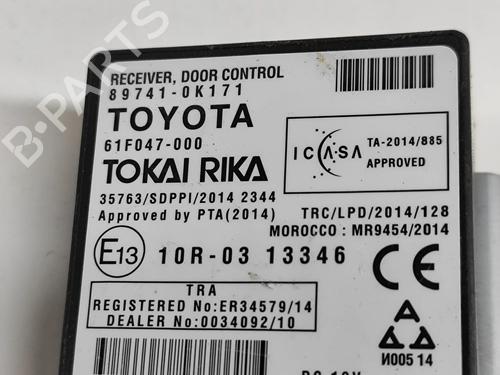 B-PARTS
RECEIVER, DOOR CONTROL
89741-0K171
TOYOTA
61F047-000
TOKAI RIKA
ICASA
TA-2014/885
APPROVED
35763/SDPPI/2014 2344
Approved by PTA(2014)
TRC/LPD/2014/128
MOROCCO : MR9454/2014
E13
10R-03 13346
CE
TRA
REGISTERED No:ER34579/14
DEALER No:0034092/10
И005 14
DC 12V